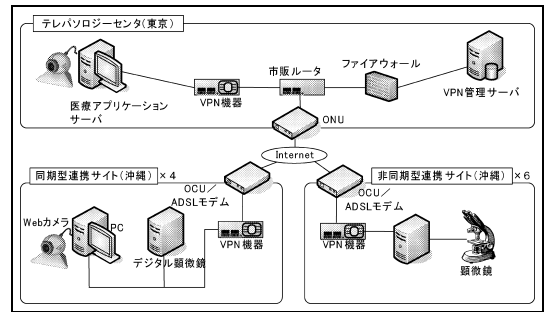 テレパソロジーセンタ(東京)
医療アプリケーション
サーバ
VPN機器
市販ルータ
ファイアウォール
VPN管理サーバ
ONU
Internet
同期型連携サイト(沖縄)×4
OCU／
ADSLモデム
Webカメラ
PC
デジタル顕微鏡
VPN機器
非同期型連携サイト(沖縄)×6
OCU／
ADSLモデム
VPN機器
顕微鏡